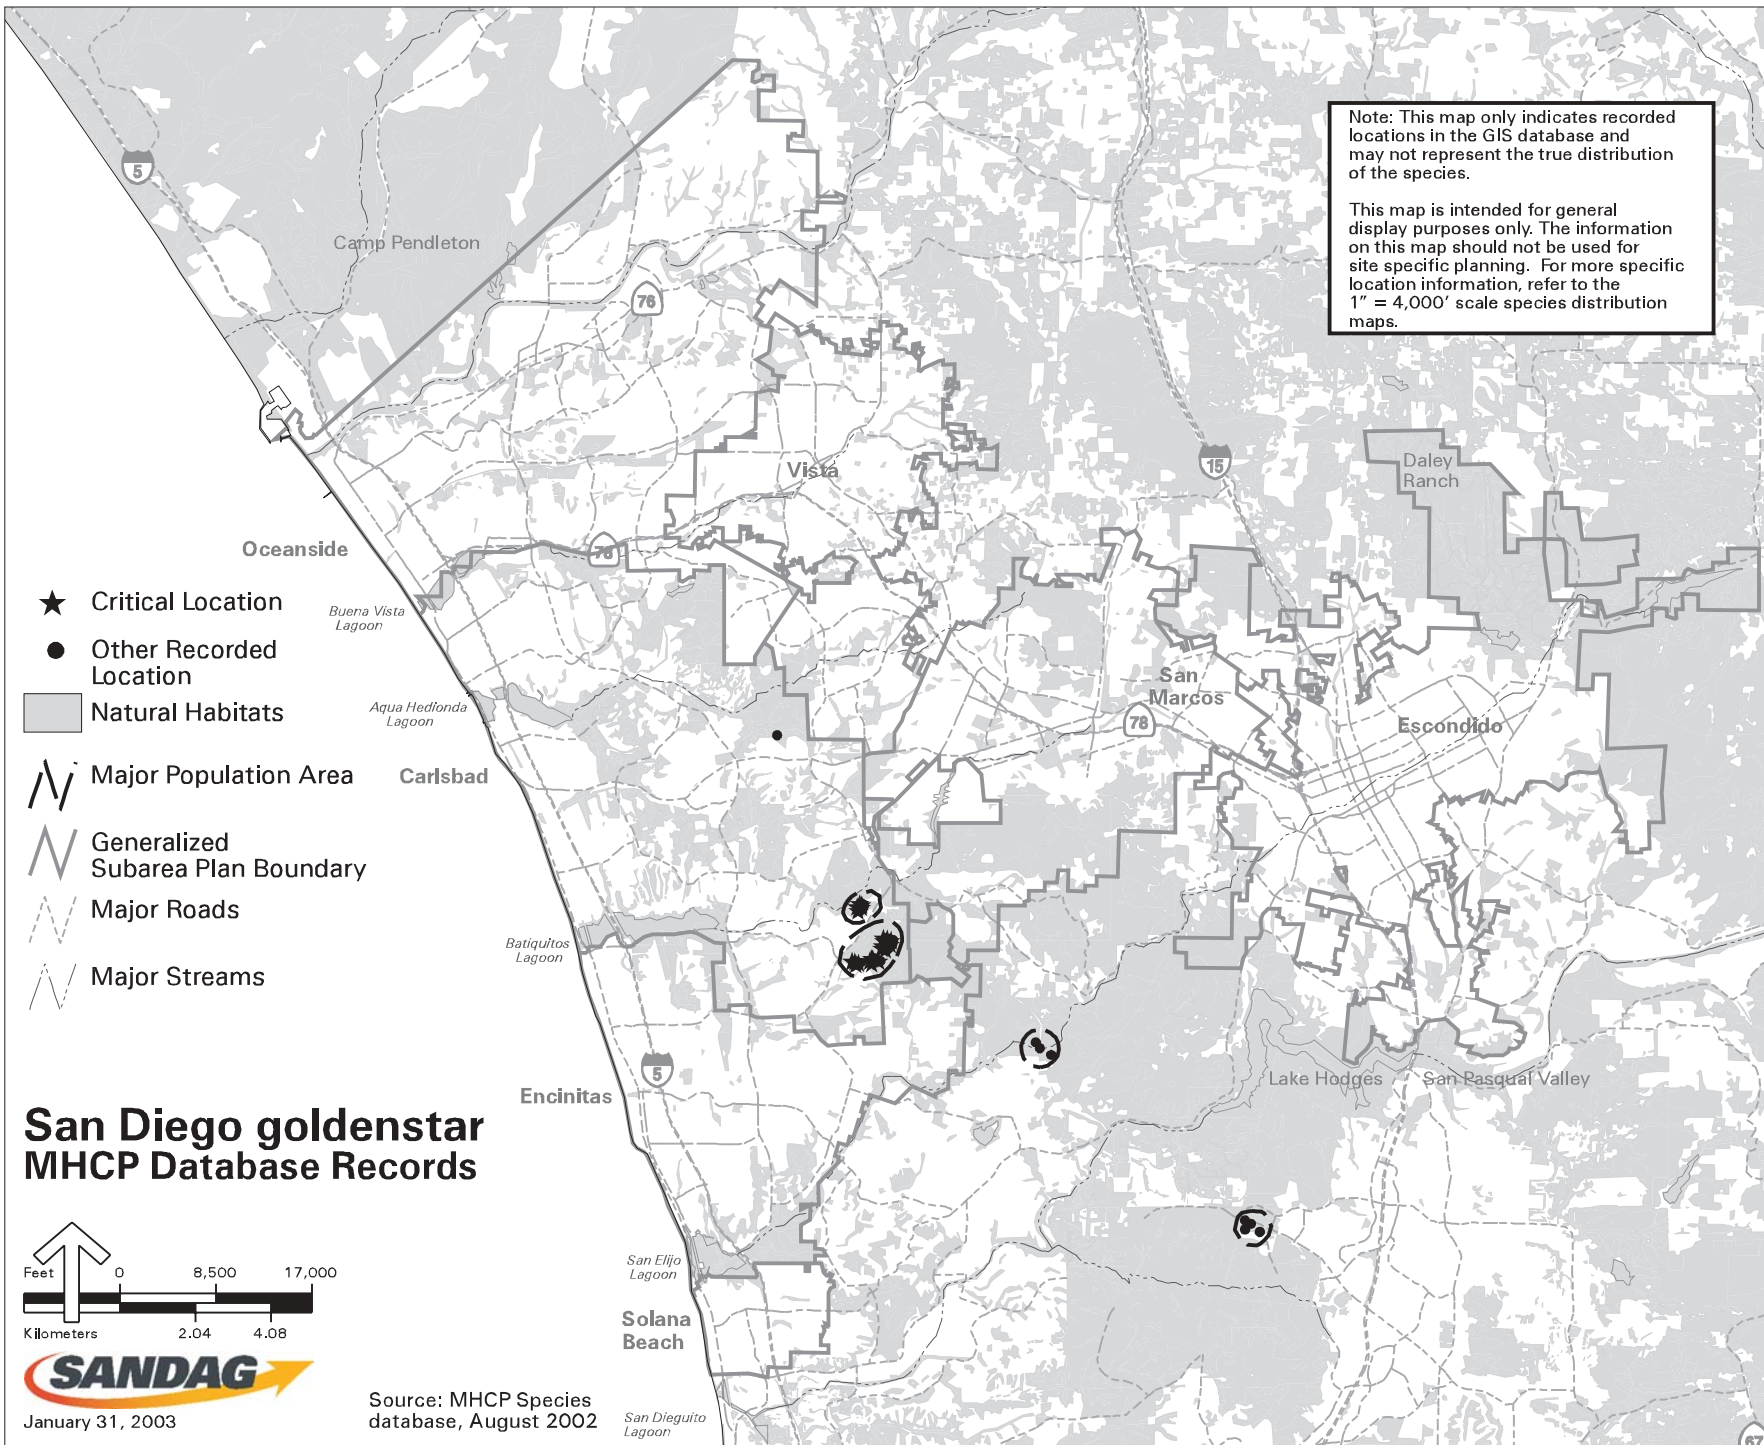 Note: This map only indicates recorded
locations in the GIS database and
may not represent the true distribution
of the species.
This map is intended for general
display purposes only. The information
on this map should not be used for
site specific planning. For more specific
location information, refer to the
1" = 4,000' scale species distribution
maps.
5
Camp Pendleton
76
Vista
15
Daley
Ranch
Oceanside
78
Critical Location
Buena Vista
Lagoon
Other Recorded
Location
San
Marcos
Natural Habitats
Aqua Hedionda
Lagoon
78
Escondido
Major Population Area
Carlsbad
Generalized
Subarea Plan Boundary
Major Roads
Batiquitos
Lagoon
Major Streams
5
Lake Hodges
San Pasqual Valley
Encinitas
San Diego goldenstar
MHCP Database Records
San Elijo
Lagoon
Feet 0 8,500 17,000
Kilometers 2.04 4.08
Solana
Beach
SANDAG
January 31, 2003
Source: MHCP Species
database, August 2002
San Dieguito
Lagoon
67